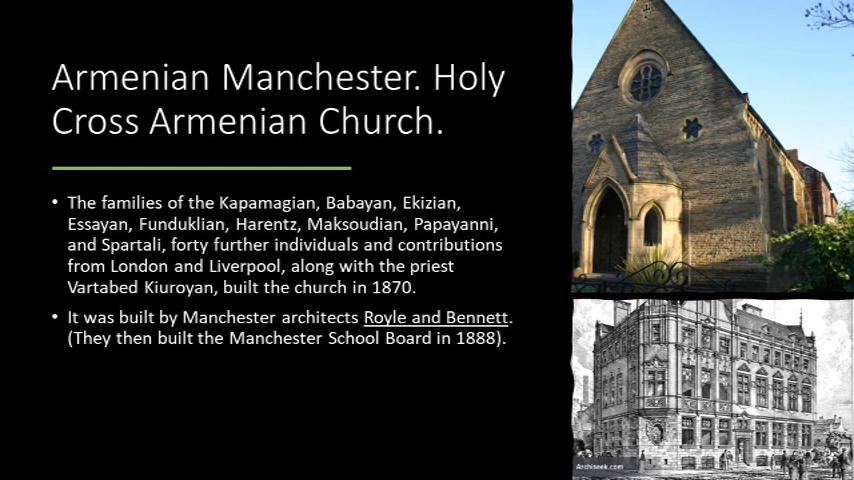 Armenian Manchester. Holy
Cross Armenian Church.
• The families of the Kapamagian, Babayan, Ekizian,
Essayan, Funduklian, Harentz, Maksoudian, Papayanni,
and Spartali, forty further individuals and contributions
from London and Liverpool, along with the priest
Vartabed Kiuroyan, built the church in 1870.
• It was built by Manchester architects Royle and Bennett.
(They then built the Manchester School Board in 1888).
Archiseek.com